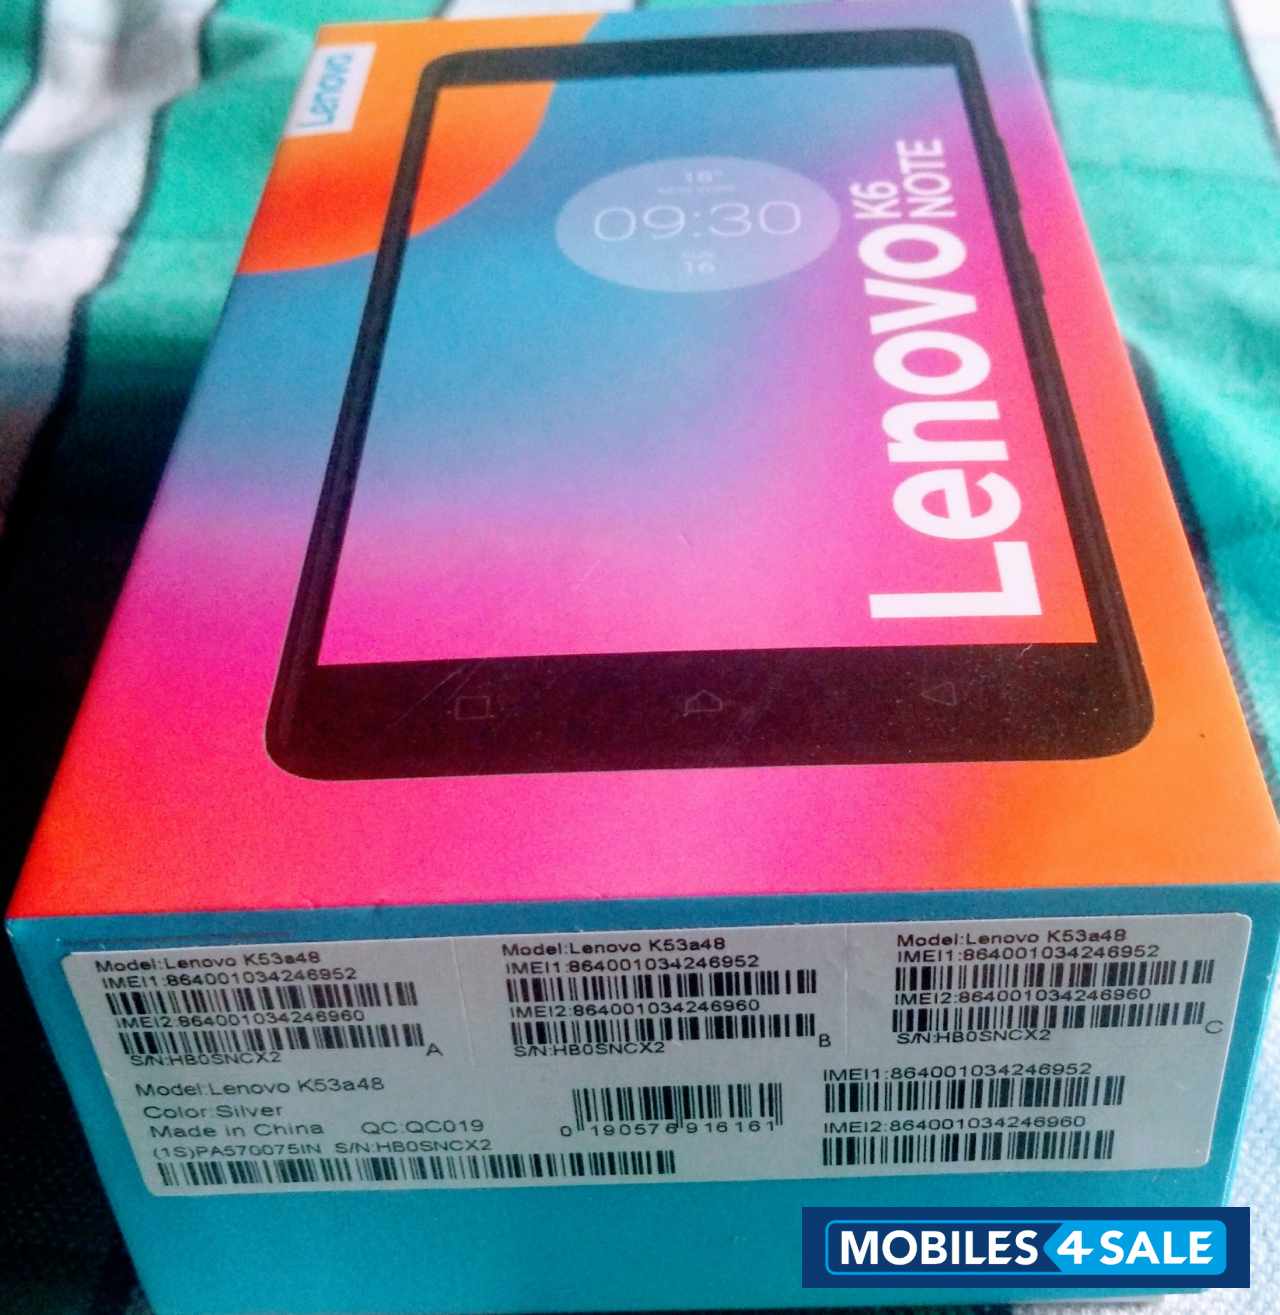 Lenovo
18°
09:30
16
Lenovo K6 NOTE
Model:Lenovo K53a48
IMEI1:864001034246952
IMEI2:864001034246960
S/N:HB0SNCX2
A
Model:Lenovo K53a48
IMEI1:864001034246952
IMEI2:864001034246960
S/N:HB0SNCX2
B
Model:Lenovo K53a48
IMEI1:864001034246952
IMEI2:864001034246960
S/N:HB0SNCX2
C
Model:Lenovo K53a48
Color:Silver
Made in China QC:QC019
(1S)PA570075IN S/N:HB0SNCX2
0 190576 916161
IMEI1:864001034246952
IMEI2:864001034246960
MOBILES 4 SALE